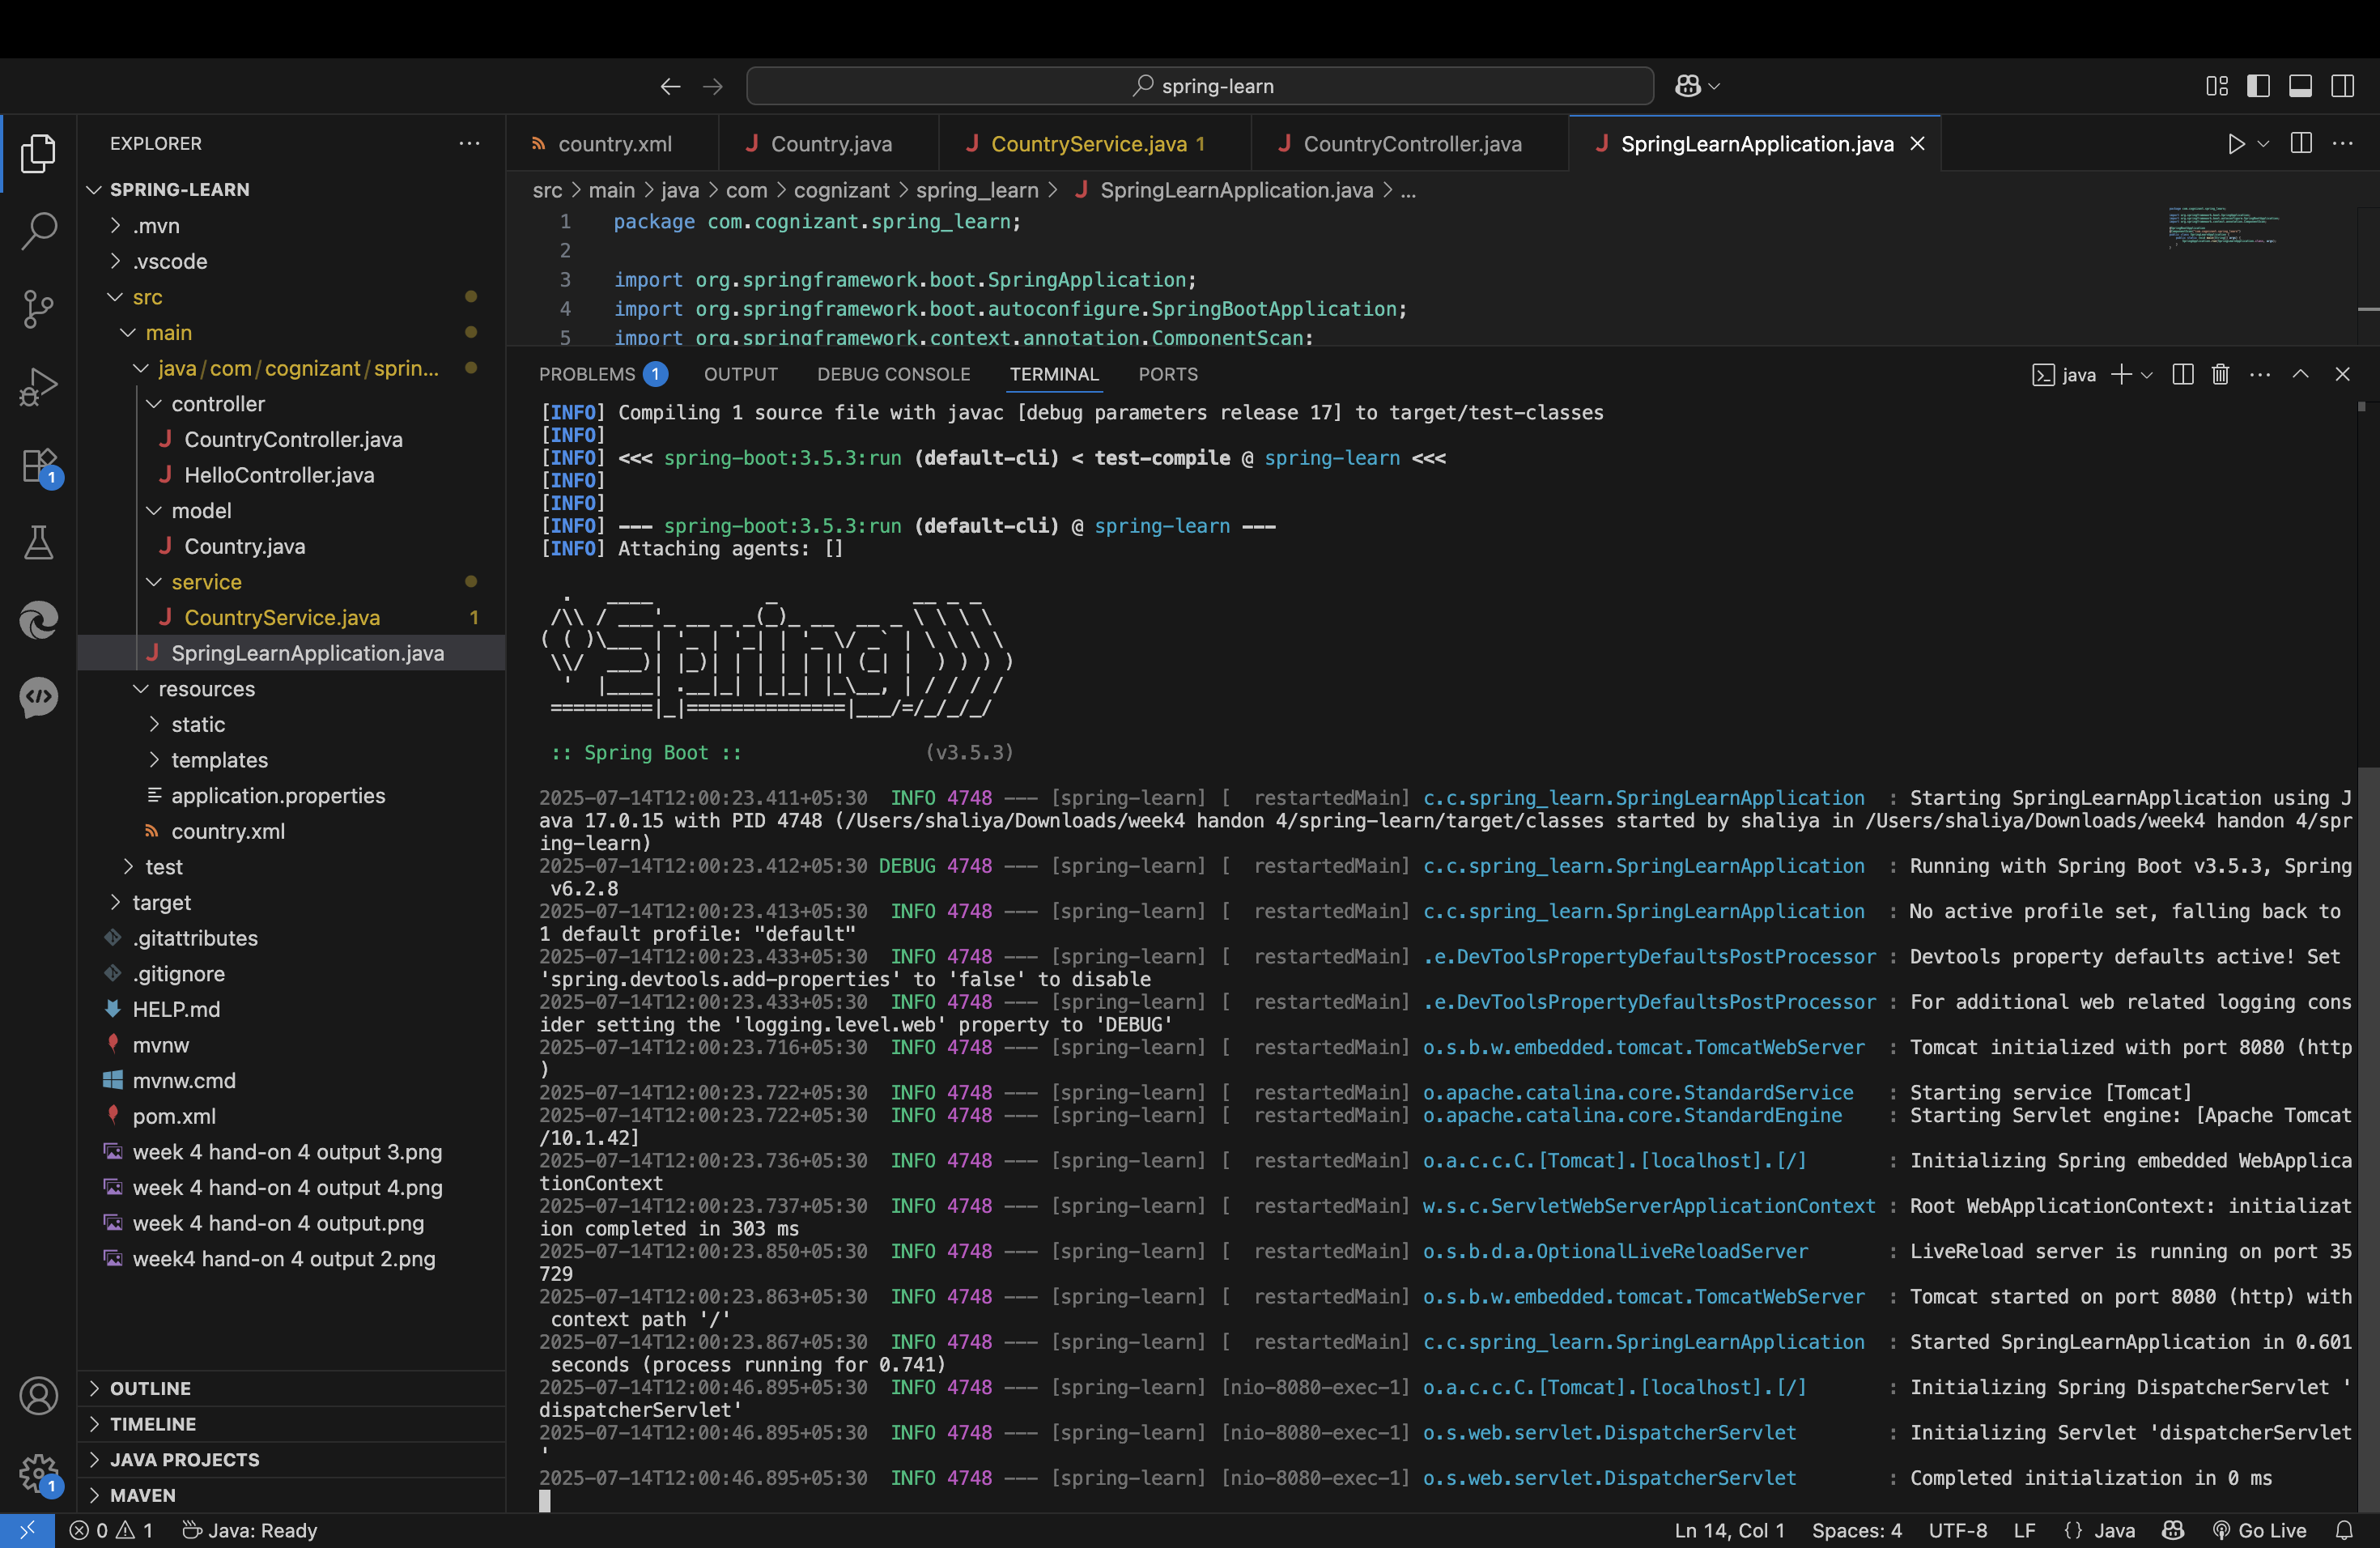 spring-learn
EXPLORER
SPRING-LEARN
.mvn
.vscode
src
main
java/com/cognizant/sprin...
controller
CountryController.java
HelloController.java
model
Country.java
service
CountryService.java 1
SpringLearnApplication.java
resources
static
templates
application.properties
country.xml
test
target
.gitattributes
.gitignore
HELP.md
mvnw
mvnw.cmd
pom.xml
week 4 hand-on 4 output 3.png
week 4 hand-on 4 output 4.png
week 4 hand-on 4 output.png
week4 hand-on 4 output 2.png
OUTLINE
TIMELINE
JAVA PROJECTS
MAVEN
1
1
country.xml Country.java CountryService.java 1 CountryController.java SpringLearnApplication.java
src > main > java > com > cognizant > spring_learn > SpringLearnApplication.java > ...
1 package com.cognizant.spring_learn;
2
3 import org.springframework.boot.SpringApplication;
4 import org.springframework.boot.autoconfigure.SpringBootApplication;
5 import org.springframework.context.annotation.ComponentScan;
PROBLEMS 1 OUTPUT DEBUG CONSOLE TERMINAL PORTS java
[INFO] Compiling 1 source file with javac [debug parameters release 17] to target/test-classes
[INFO]
[INFO] <<< spring-boot:3.5.3:run (default-cli) < test-compile @ spring-learn <<<
[INFO]
[INFO]
[INFO] --- spring-boot:3.5.3:run (default-cli) @ spring-learn ---
[INFO] Attaching agents: []
  .   ____          _            __ _ _
 /\\ / ___'_ __ _ _(_)_ __  __ _ \ \ \ \
( ( )\___ | '_ | '_| | '_ \/ _` | \ \ \ \
 \\/  ___)| |_)| | | | | || (_| |  ) ) ) )
  '  |____| .__|_| |_|_| |_\__, | / / / /
 =========|_|==============|___/=/_/_/_/
:: Spring Boot :: (v3.5.3)
2025-07-14T12:00:23.411+05:30  INFO 4748 --- [spring-learn] [  restartedMain] c.c.spring_learn.SpringLearnApplication  : Starting SpringLearnApplication using J
ava 17.0.15 with PID 4748 (/Users/shaliya/Downloads/week4 handon 4/spring-learn/target/classes started by shaliya in /Users/shaliya/Downloads/week4 handon 4/spr
ing-learn)
2025-07-14T12:00:23.412+05:30 DEBUG 4748 --- [spring-learn] [  restartedMain] c.c.spring_learn.SpringLearnApplication  : Running with Spring Boot v3.5.3, Spring
 v6.2.8
2025-07-14T12:00:23.413+05:30  INFO 4748 --- [spring-learn] [  restartedMain] c.c.spring_learn.SpringLearnApplication  : No active profile set, falling back to
1 default profile: "default"
2025-07-14T12:00:23.433+05:30  INFO 4748 --- [spring-learn] [  restartedMain] .e.DevToolsPropertyDefaultsPostProcessor : Devtools property defaults active! Set
'spring.devtools.add-properties' to 'false' to disable
2025-07-14T12:00:23.433+05:30  INFO 4748 --- [spring-learn] [  restartedMain] .e.DevToolsPropertyDefaultsPostProcessor : For additional web related logging cons
ider setting the 'logging.level.web' property to 'DEBUG'
2025-07-14T12:00:23.716+05:30  INFO 4748 --- [spring-learn] [  restartedMain] o.s.b.w.embedded.tomcat.TomcatWebServer  : Tomcat initialized with port 8080 (http
)
2025-07-14T12:00:23.722+05:30  INFO 4748 --- [spring-learn] [  restartedMain] o.apache.catalina.core.StandardService   : Starting service [Tomcat]
2025-07-14T12:00:23.722+05:30  INFO 4748 --- [spring-learn] [  restartedMain] o.apache.catalina.core.StandardEngine    : Starting Servlet engine: [Apache Tomcat
/10.1.42]
2025-07-14T12:00:23.736+05:30  INFO 4748 --- [spring-learn] [  restartedMain] o.a.c.c.C.[Tomcat].[localhost].[/]       : Initializing Spring embedded WebApplica
tionContext
2025-07-14T12:00:23.737+05:30  INFO 4748 --- [spring-learn] [  restartedMain] w.s.c.ServletWebServerApplicationContext : Root WebApplicationContext: initializat
ion completed in 303 ms
2025-07-14T12:00:23.850+05:30  INFO 4748 --- [spring-learn] [  restartedMain] o.s.b.d.a.OptionalLiveReloadServer       : LiveReload server is running on port 35
729
2025-07-14T12:00:23.863+05:30  INFO 4748 --- [spring-learn] [  restartedMain] o.s.b.w.embedded.tomcat.TomcatWebServer  : Tomcat started on port 8080 (http) with
 context path '/'
2025-07-14T12:00:23.867+05:30  INFO 4748 --- [spring-learn] [  restartedMain] c.c.spring_learn.SpringLearnApplication  : Started SpringLearnApplication in 0.601
 seconds (process running for 0.741)
2025-07-14T12:00:46.895+05:30  INFO 4748 --- [spring-learn] [nio-8080-exec-1] o.a.c.c.C.[Tomcat].[localhost].[/]       : Initializing Spring DispatcherServlet '
dispatcherServlet'
2025-07-14T12:00:46.895+05:30  INFO 4748 --- [spring-learn] [nio-8080-exec-1] o.s.web.servlet.DispatcherServlet        : Initializing Servlet 'dispatcherServlet
'
2025-07-14T12:00:46.895+05:30  INFO 4748 --- [spring-learn] [nio-8080-exec-1] o.s.web.servlet.DispatcherServlet        : Completed initialization in 0 ms
0 1 Java: Ready Ln 14, Col 1 Spaces: 4 UTF-8 LF {} Java Go Live